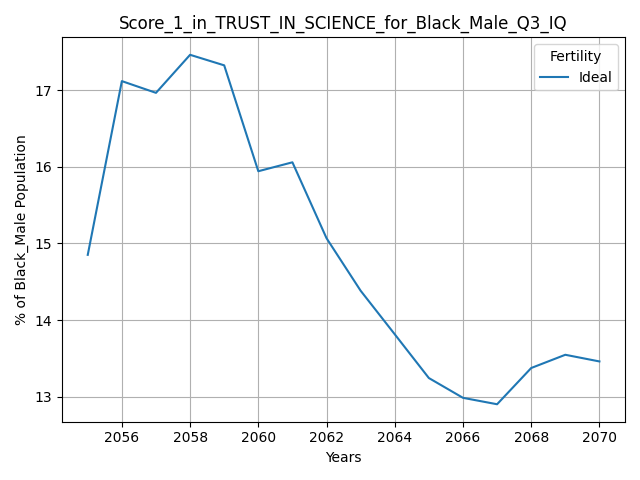 Score_1_in_TRUST_IN_SCIENCE_for_Black_Male_Q3_IQ
Fertility
Ideal
% of Black_Male Population
17
16
15
14
13
2056 2058 2060 2062 2064 2066 2068 2070
Years